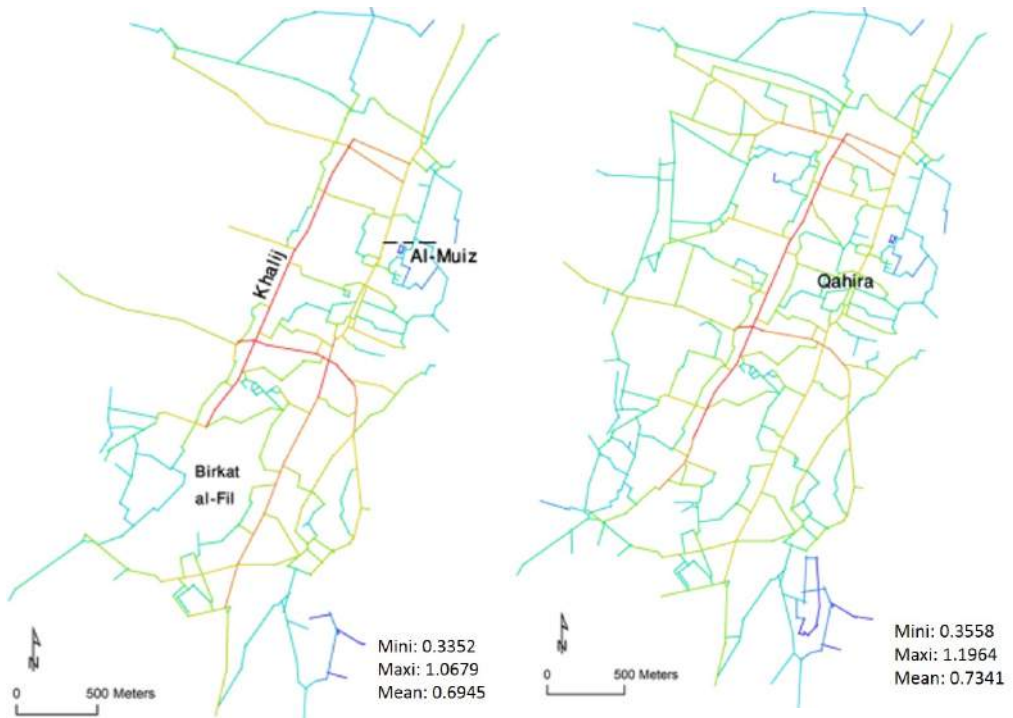 Khalij
Al-Muiz
Birkat
al-Fil
N
0 500 Meters
Mini: 0.3352
Maxi: 1.0679
Mean: 0.6945
Qahira
N
0 500 Meters
Mini: 0.3558
Maxi: 1.1964
Mean: 0.7341